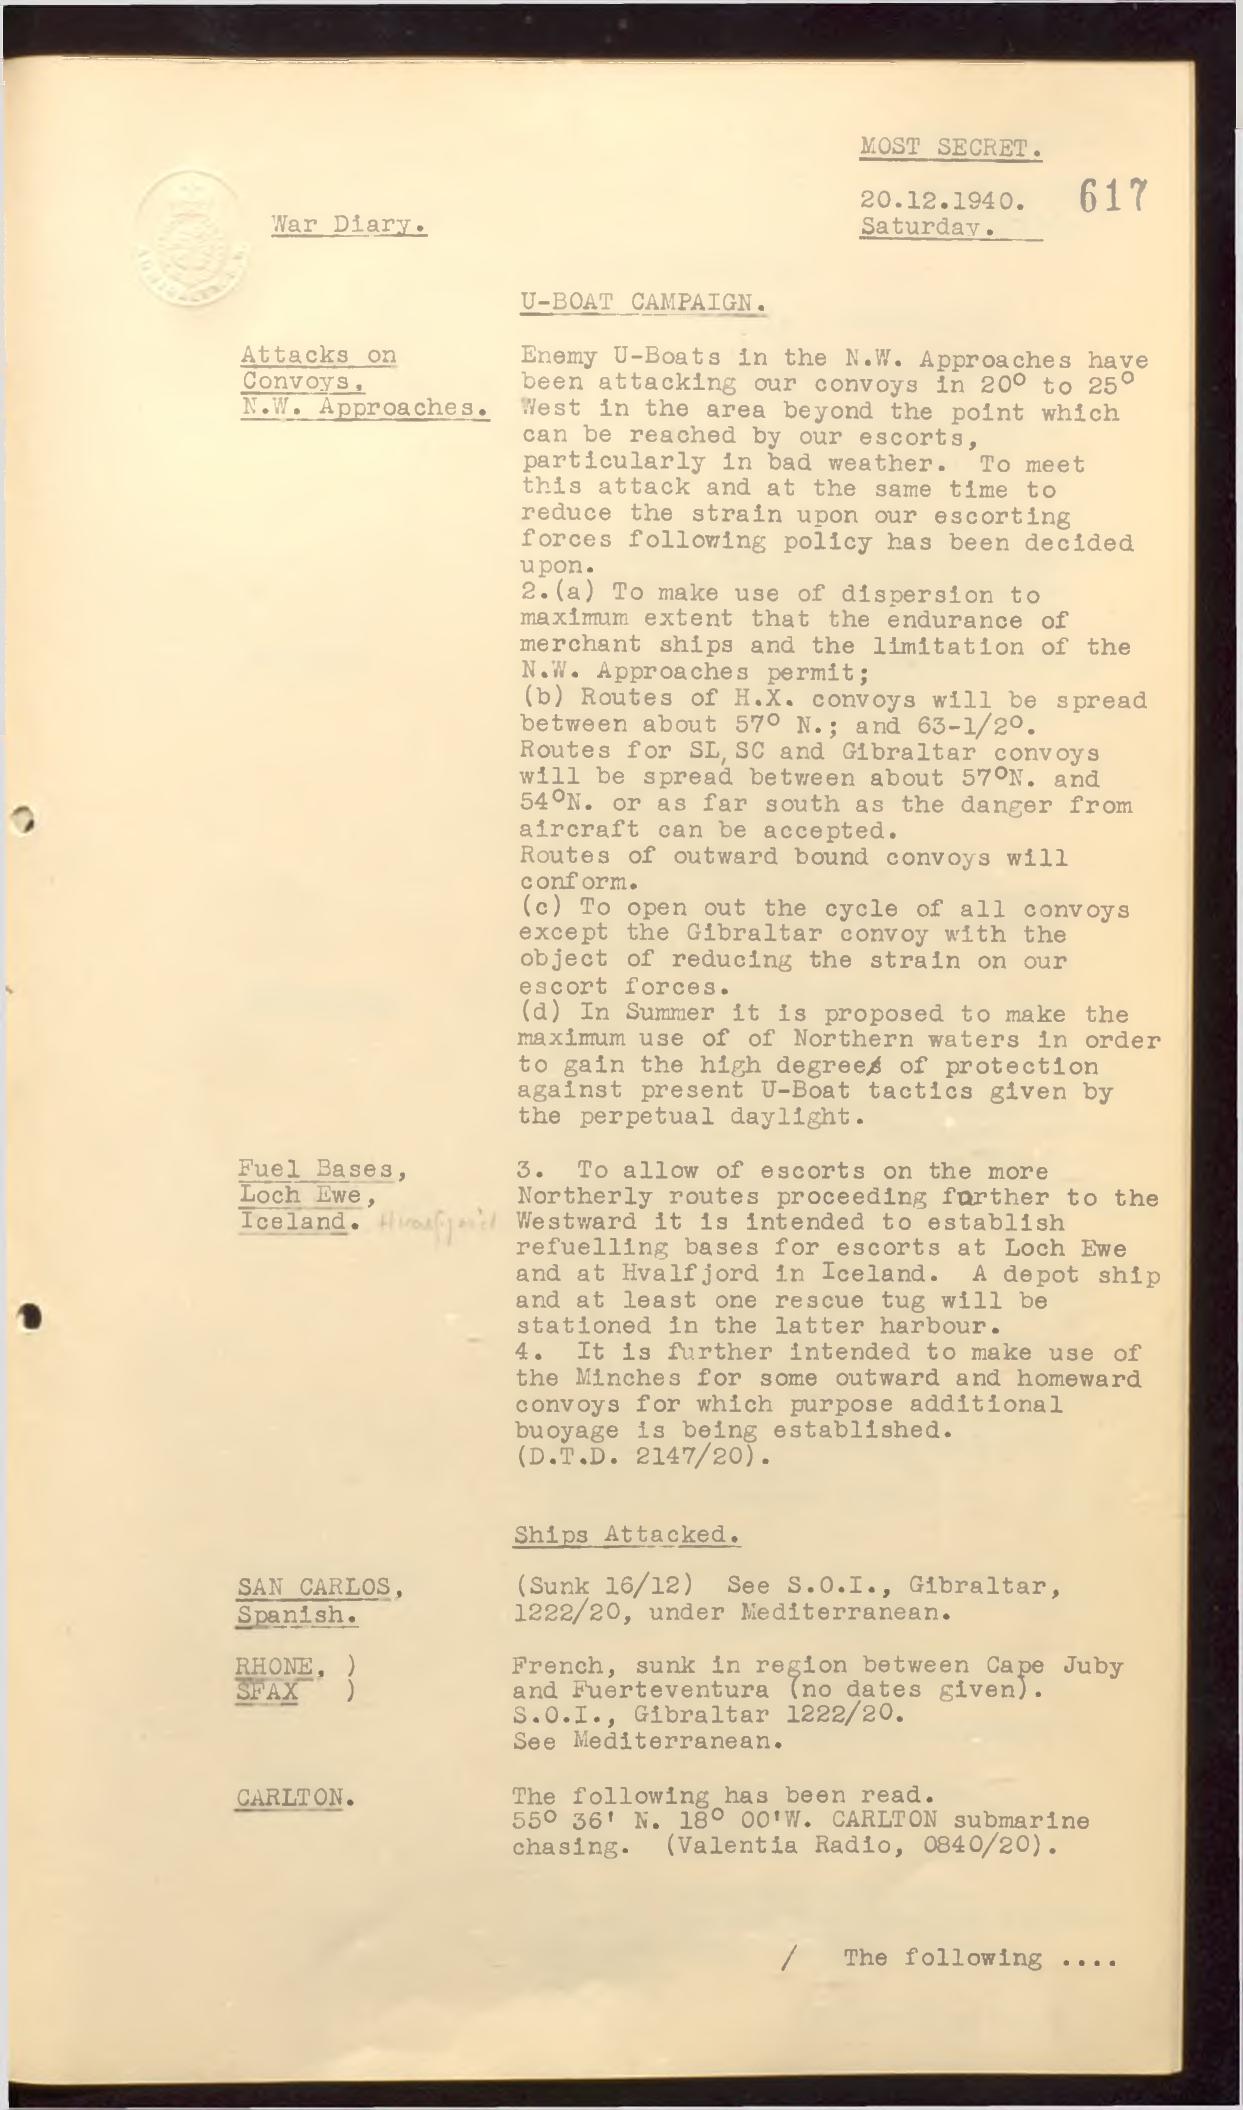 MOST SECRET.
20.12.1940. 617
War Diary. Saturday.
U-BOAT CAMPAIGN.
Attacks on
Convoys,
N.W. Approaches.
Enemy U-Boats in the N.W. Approaches have
been attacking our convoys in 20° to 25°
West in the area beyond the point which
can be reached by our escorts,
particularly in bad weather. To meet
this attack and at the same time to
reduce the strain upon our escorting
forces following policy has been decided
upon.
2.(a) To make use of dispersion to
maximum extent that the endurance of
merchant ships and the limitation of the
N.W. Approaches permit;
(b) Routes of H.X. convoys will be spread
between about 57° N.; and 63-1/2°.
Routes for SL, SC and Gibraltar convoys
will be spread between about 57°N. and
54°N. or as far south as the danger from
aircraft can be accepted.
Routes of outward bound convoys will
conform.
(c) To open out the cycle of all convoys
except the Gibraltar convoy with the
object of reducing the strain on our
escort forces.
(d) In Summer it is proposed to make the
maximum use of of Northern waters in order
to gain the high degree of protection
against present U-Boat tactics given by
the perpetual daylight.
Fuel Bases,
Loch Ewe,
Iceland.
3. To allow of escorts on the more
Northerly routes proceeding further to the
Westward it is intended to establish
refuelling bases for escorts at Loch Ewe
and at Hvalfjord in Iceland. A depot ship
and at least one rescue tug will be
stationed in the latter harbour.
4. It is further intended to make use of
the Minches for some outward and homeward
convoys for which purpose additional
buoyage is being established.
(D.T.D. 2147/20).
Ships Attacked.
SAN CARLOS,
Spanish.
(Sunk 16/12) See S.O.I., Gibraltar,
1222/20, under Mediterranean.
RHONE, )
SFAX )
French, sunk in region between Cape Juby
and Fuerteventura (no dates given).
S.O.I., Gibraltar 1222/20.
See Mediterranean.
CARLTON.
The following has been read.
55° 36' N. 18° 00'W. CARLTON submarine
chasing. (Valentia Radio, 0840/20).
/ The following ....